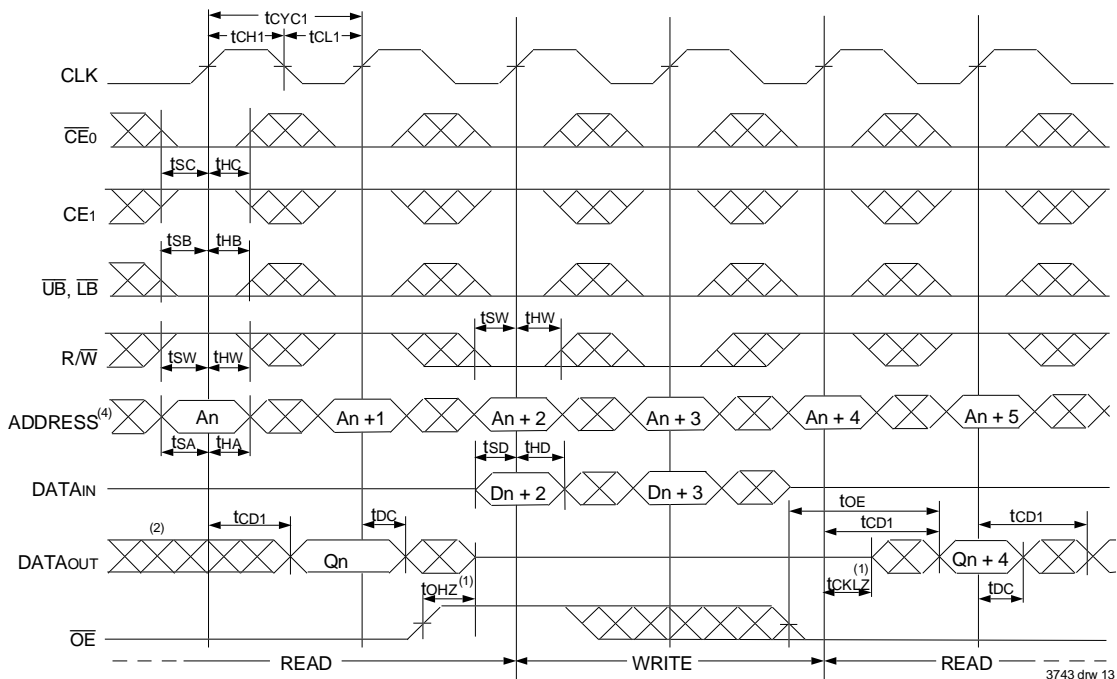 tCYC1
tCH1 tCL1
CLK
CE0
tSC tHC
CE1
tSB tHB
UB, LB
tSW tHW
R/W
tSW tHW
ADDRESS(4) An An +1 An + 2 An + 3 An + 4 An + 5
tSA tHA
tSD tHD
DATAIN Dn + 2 Dn + 3
tOE
(2) tCD1 tDC tCD1 tCD1
DATAOUT Qn Qn + 4
tOHZ(1) tCKLZ(1) tDC
OE
READ WRITE READ
3743 drw 13